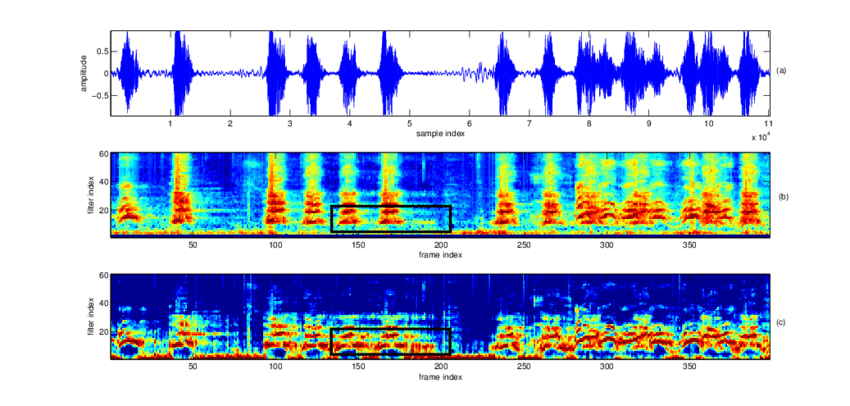 0.5
0
−0.5
amplitude
(a)
1 2 3 4 5 6 7 8 9 10 11
sample index
x 10^4
60
40
20
filter index
(b)
50 100 150 200 250 300 350
frame index
60
40
20
filter index
(c)
50 100 150 200 250 300 350
frame index